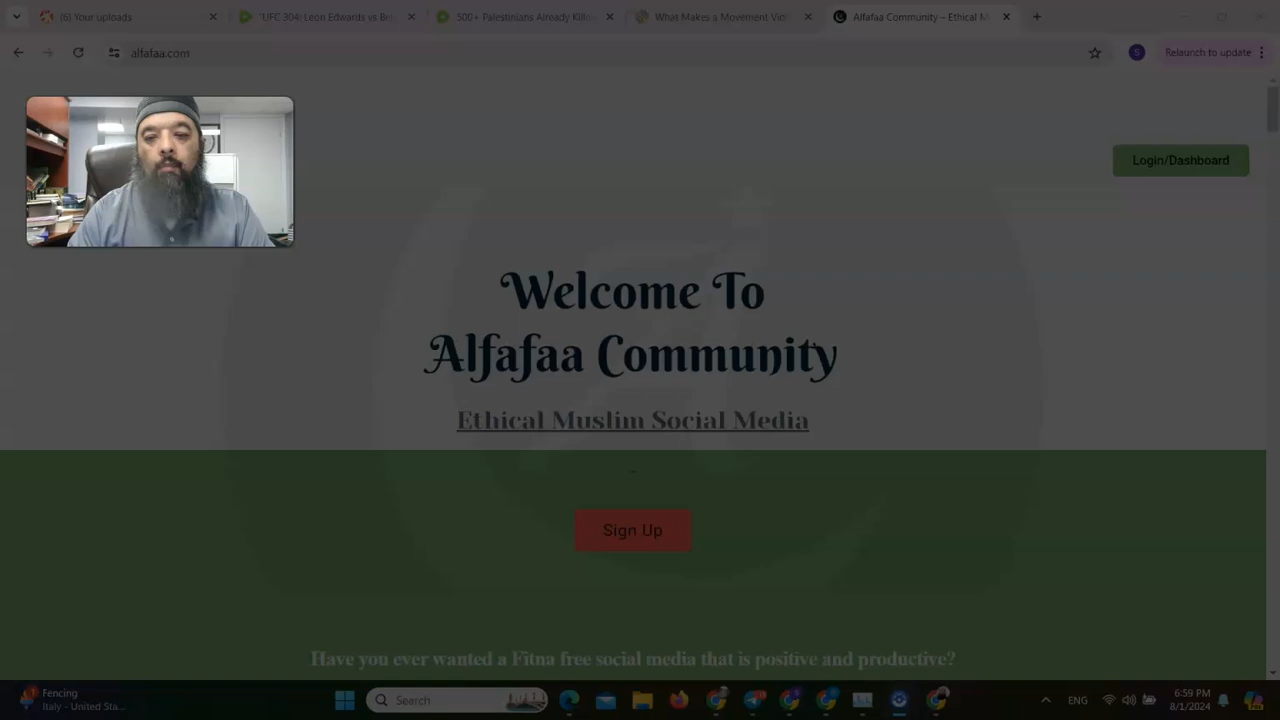 (6) Your uploads
"UFC 304: Leon Edwards vs Be
500+ Palestinians Already Kille
What Makes a Movement Vio
Alfafaa Community – Ethical M
alfafaa.com
Relaunch to update
S
Login/Dashboard
Welcome To
Alfafaa Community
Ethical Muslim Social Media
Sign Up
Have you ever wanted a Fitna free social media that is positive and productive?
Fencing
Italy - United Sta...
Search
ENG
6:59 PM
8/1/2024